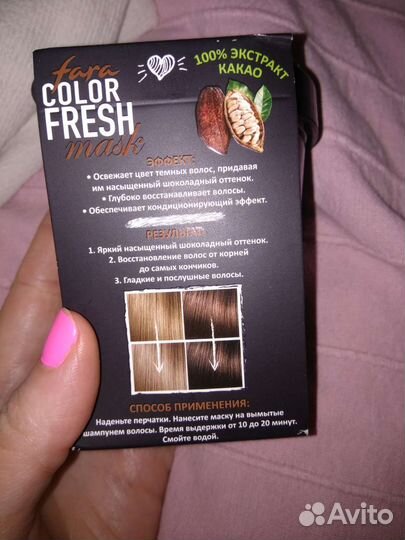 fara
COLOR
FRESH
mask
100% ЭКСТРАКТ
КАКАО
ЭФФЕКТ:
• Освежает цвет темных волос, придавая
им насыщенный шоколадный оттенок.
• Глубоко восстанавливает волосы.
• Обеспечивает кондиционирующий эффект.
РЕЗУЛЬТАТ:
1. Яркий насыщенный шоколадный оттенок.
2. Восстановление волос от корней
до самых кончиков.
3. Гладкие и послушные волосы.
СПОСОБ ПРИМЕНЕНИЯ:
Наденьте перчатки. Нанесите маску на вымытые
шампунем волосы. Время выдержки от 10 до 20 минут.
Смойте водой.
Avito